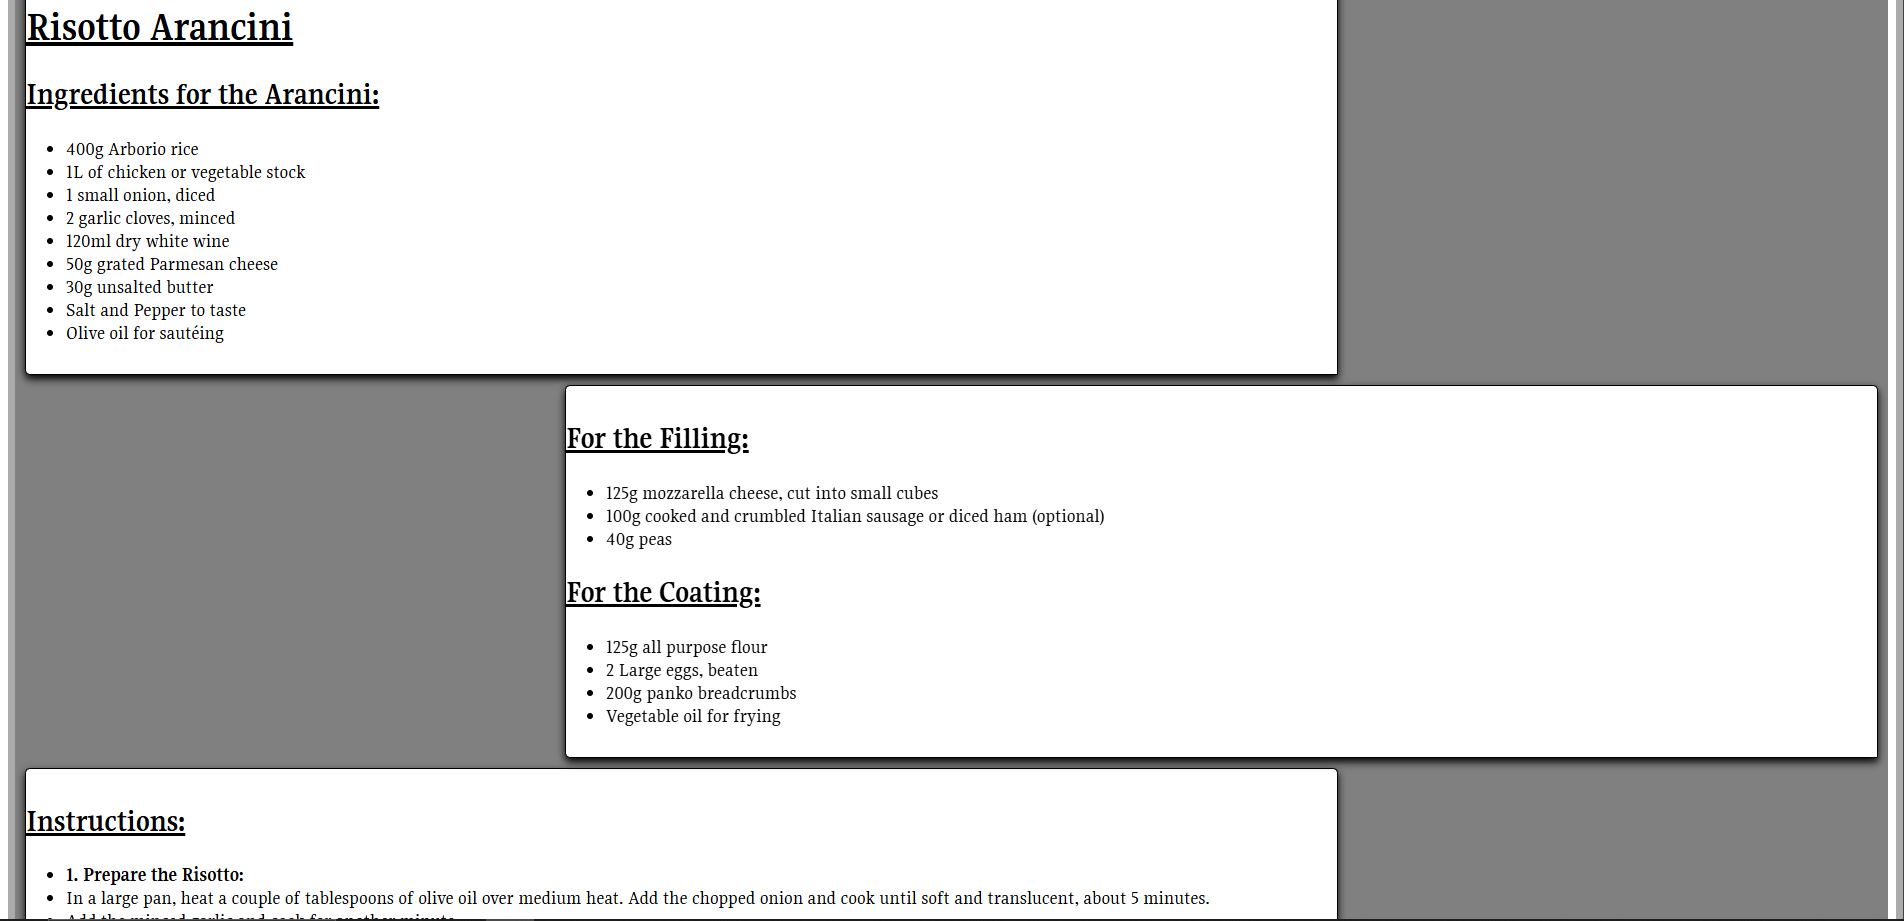 Risotto Arancini
Ingredients for the Arancini:
• 400g Arborio rice
• 1L of chicken or vegetable stock
• 1 small onion, diced
• 2 garlic cloves, minced
• 120ml dry white wine
• 50g grated Parmesan cheese
• 30g unsalted butter
• Salt and Pepper to taste
• Olive oil for sautéing
For the Filling:
• 125g mozzarella cheese, cut into small cubes
• 100g cooked and crumbled Italian sausage or diced ham (optional)
• 40g peas
For the Coating:
• 125g all purpose flour
• 2 Large eggs, beaten
• 200g panko breadcrumbs
• Vegetable oil for frying
Instructions:
• 1. Prepare the Risotto:
• In a large pan, heat a couple of tablespoons of olive oil over medium heat. Add the chopped onion and cook until soft and translucent, about 5 minutes.